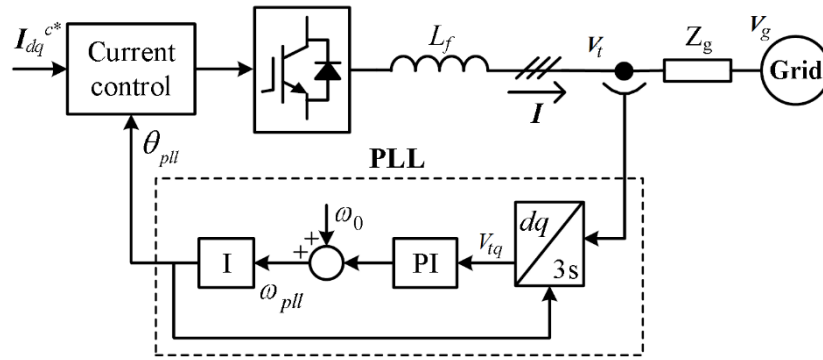 I_dq^c*
Current
control
L_f
I
V_t
Z_g
V_g
Grid
θ_pll
PLL
ω_0
+
+
I
ω_pll
PI
V_tq
dq
3s